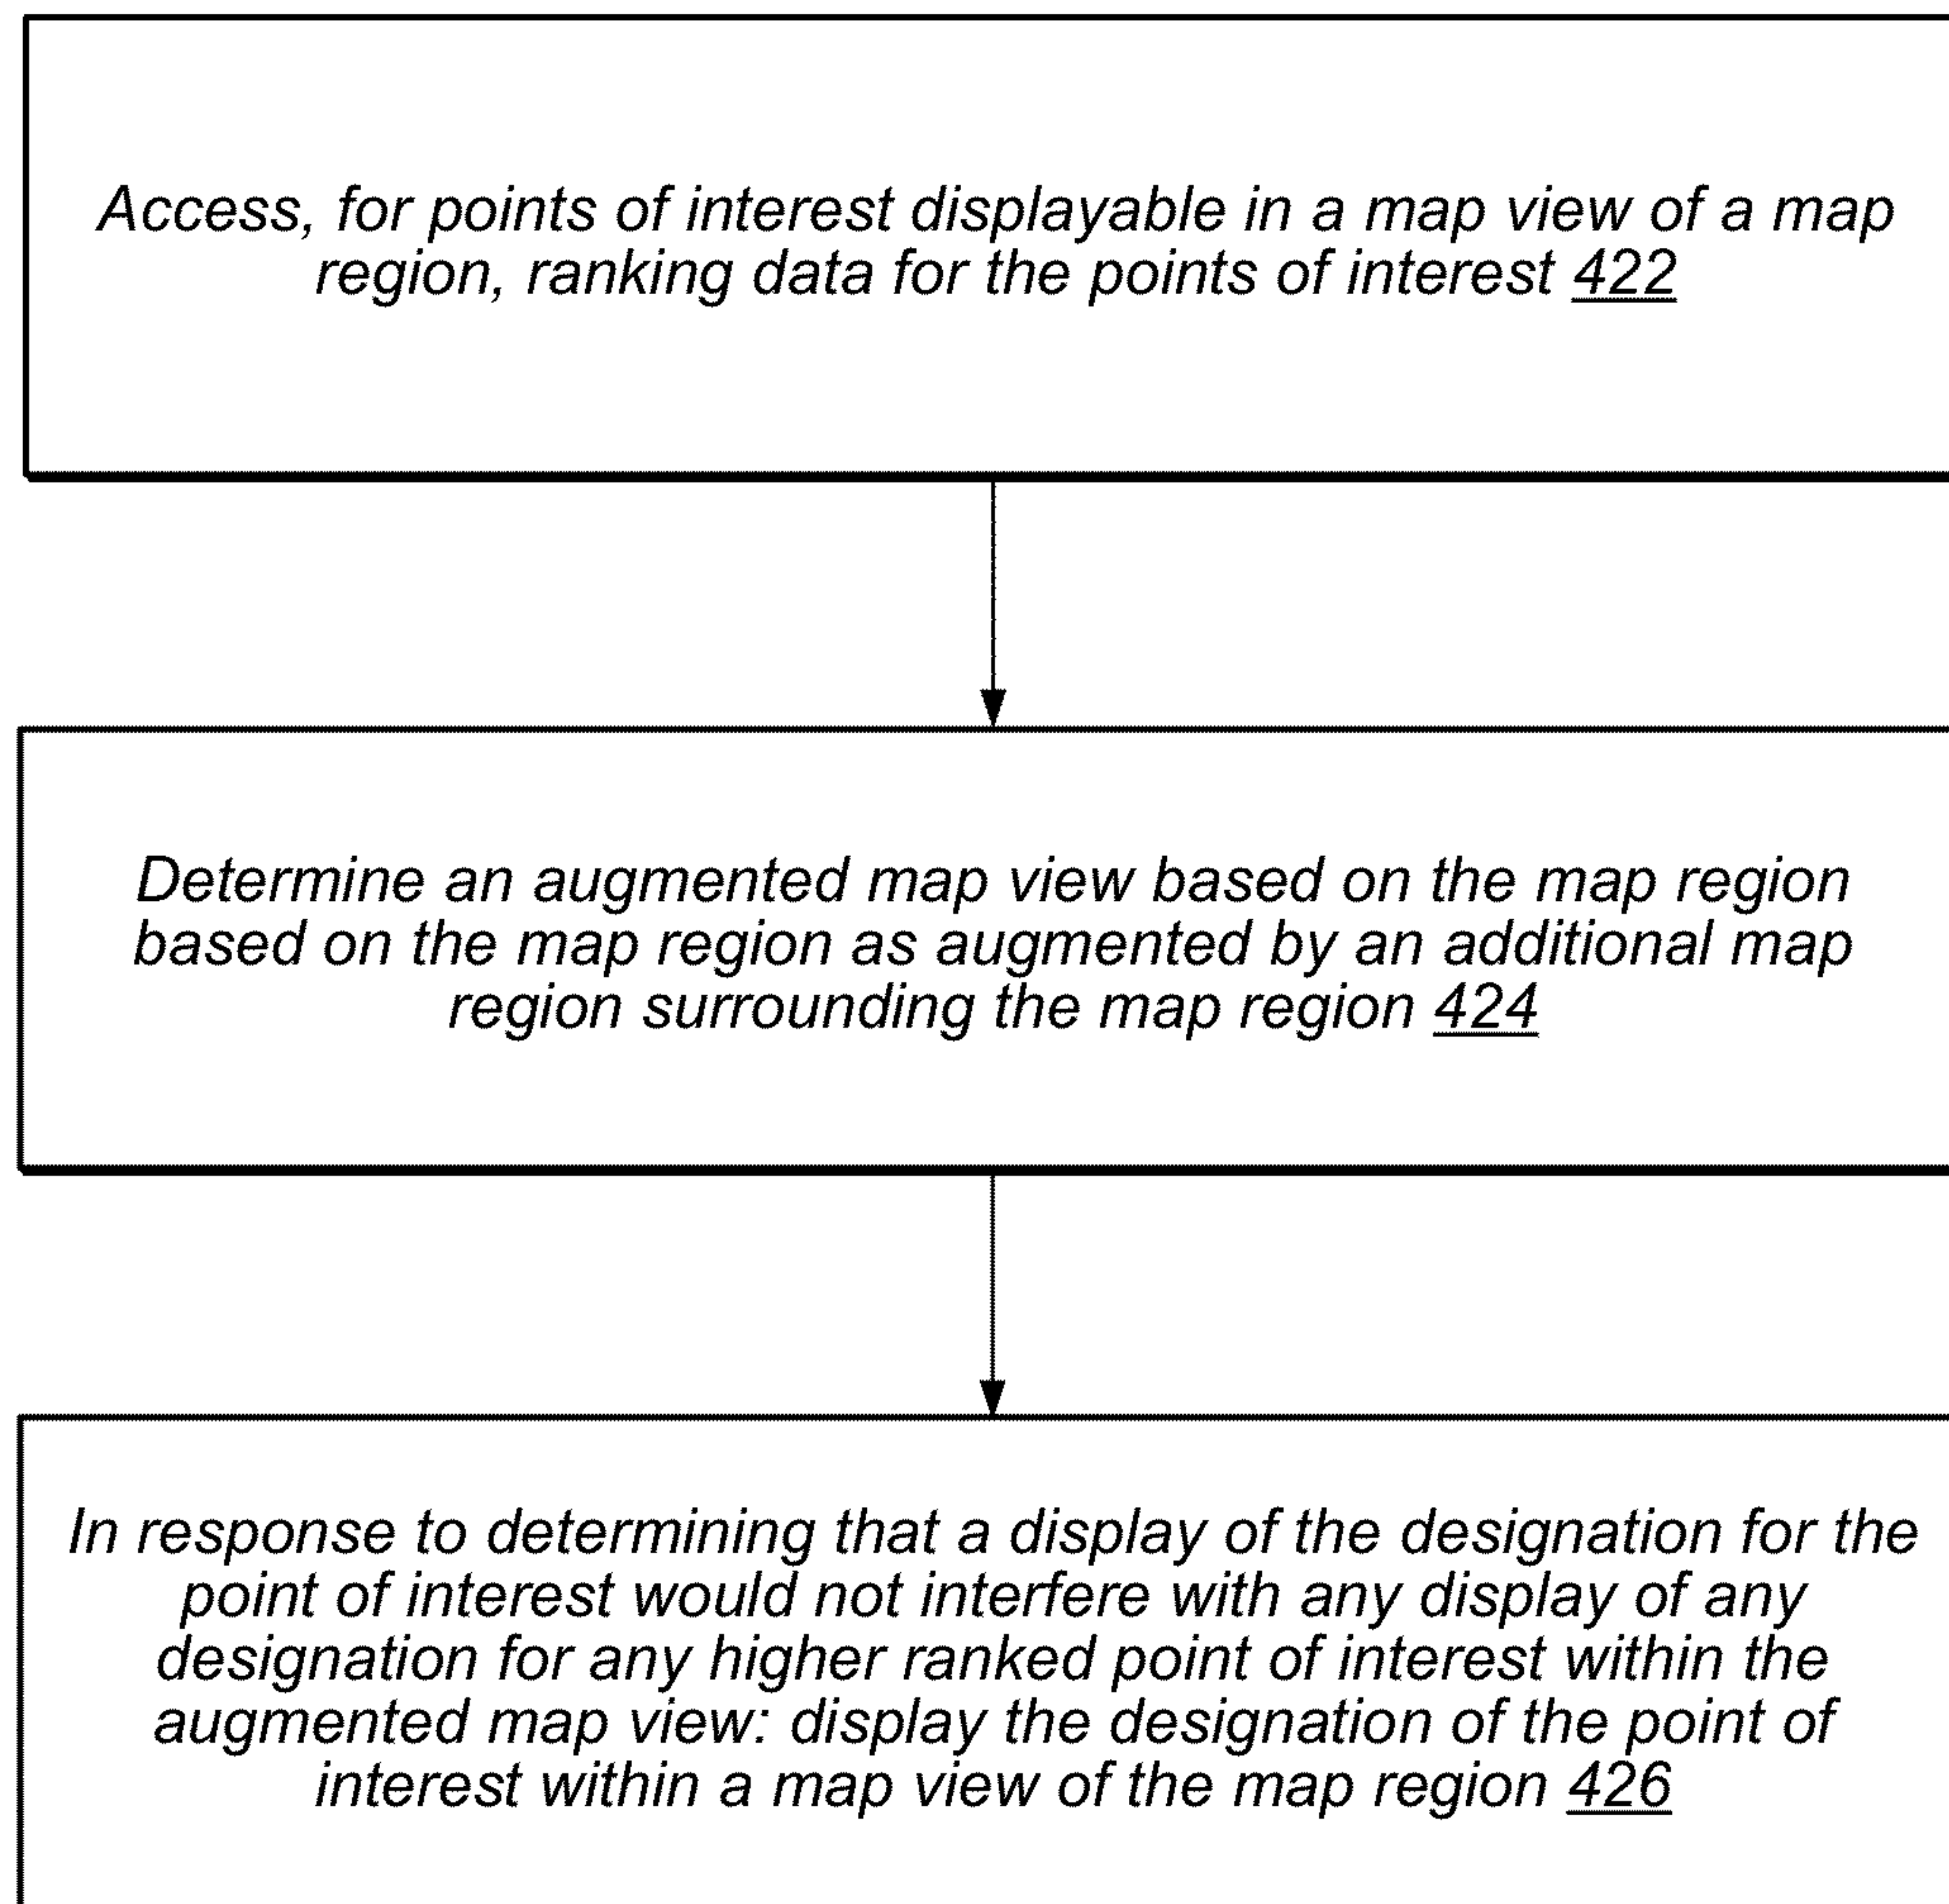 Access, for points of interest displayable in a map view of a map
region, ranking data for the points of interest 422
Determine an augmented map view based on the map region
based on the map region as augmented by an additional map
region surrounding the map region 424
In response to determining that a display of the designation for the
point of interest would not interfere with any display of any
designation for any higher ranked point of interest within the
augmented map view: display the designation of the point of
interest within a map view of the map region 426